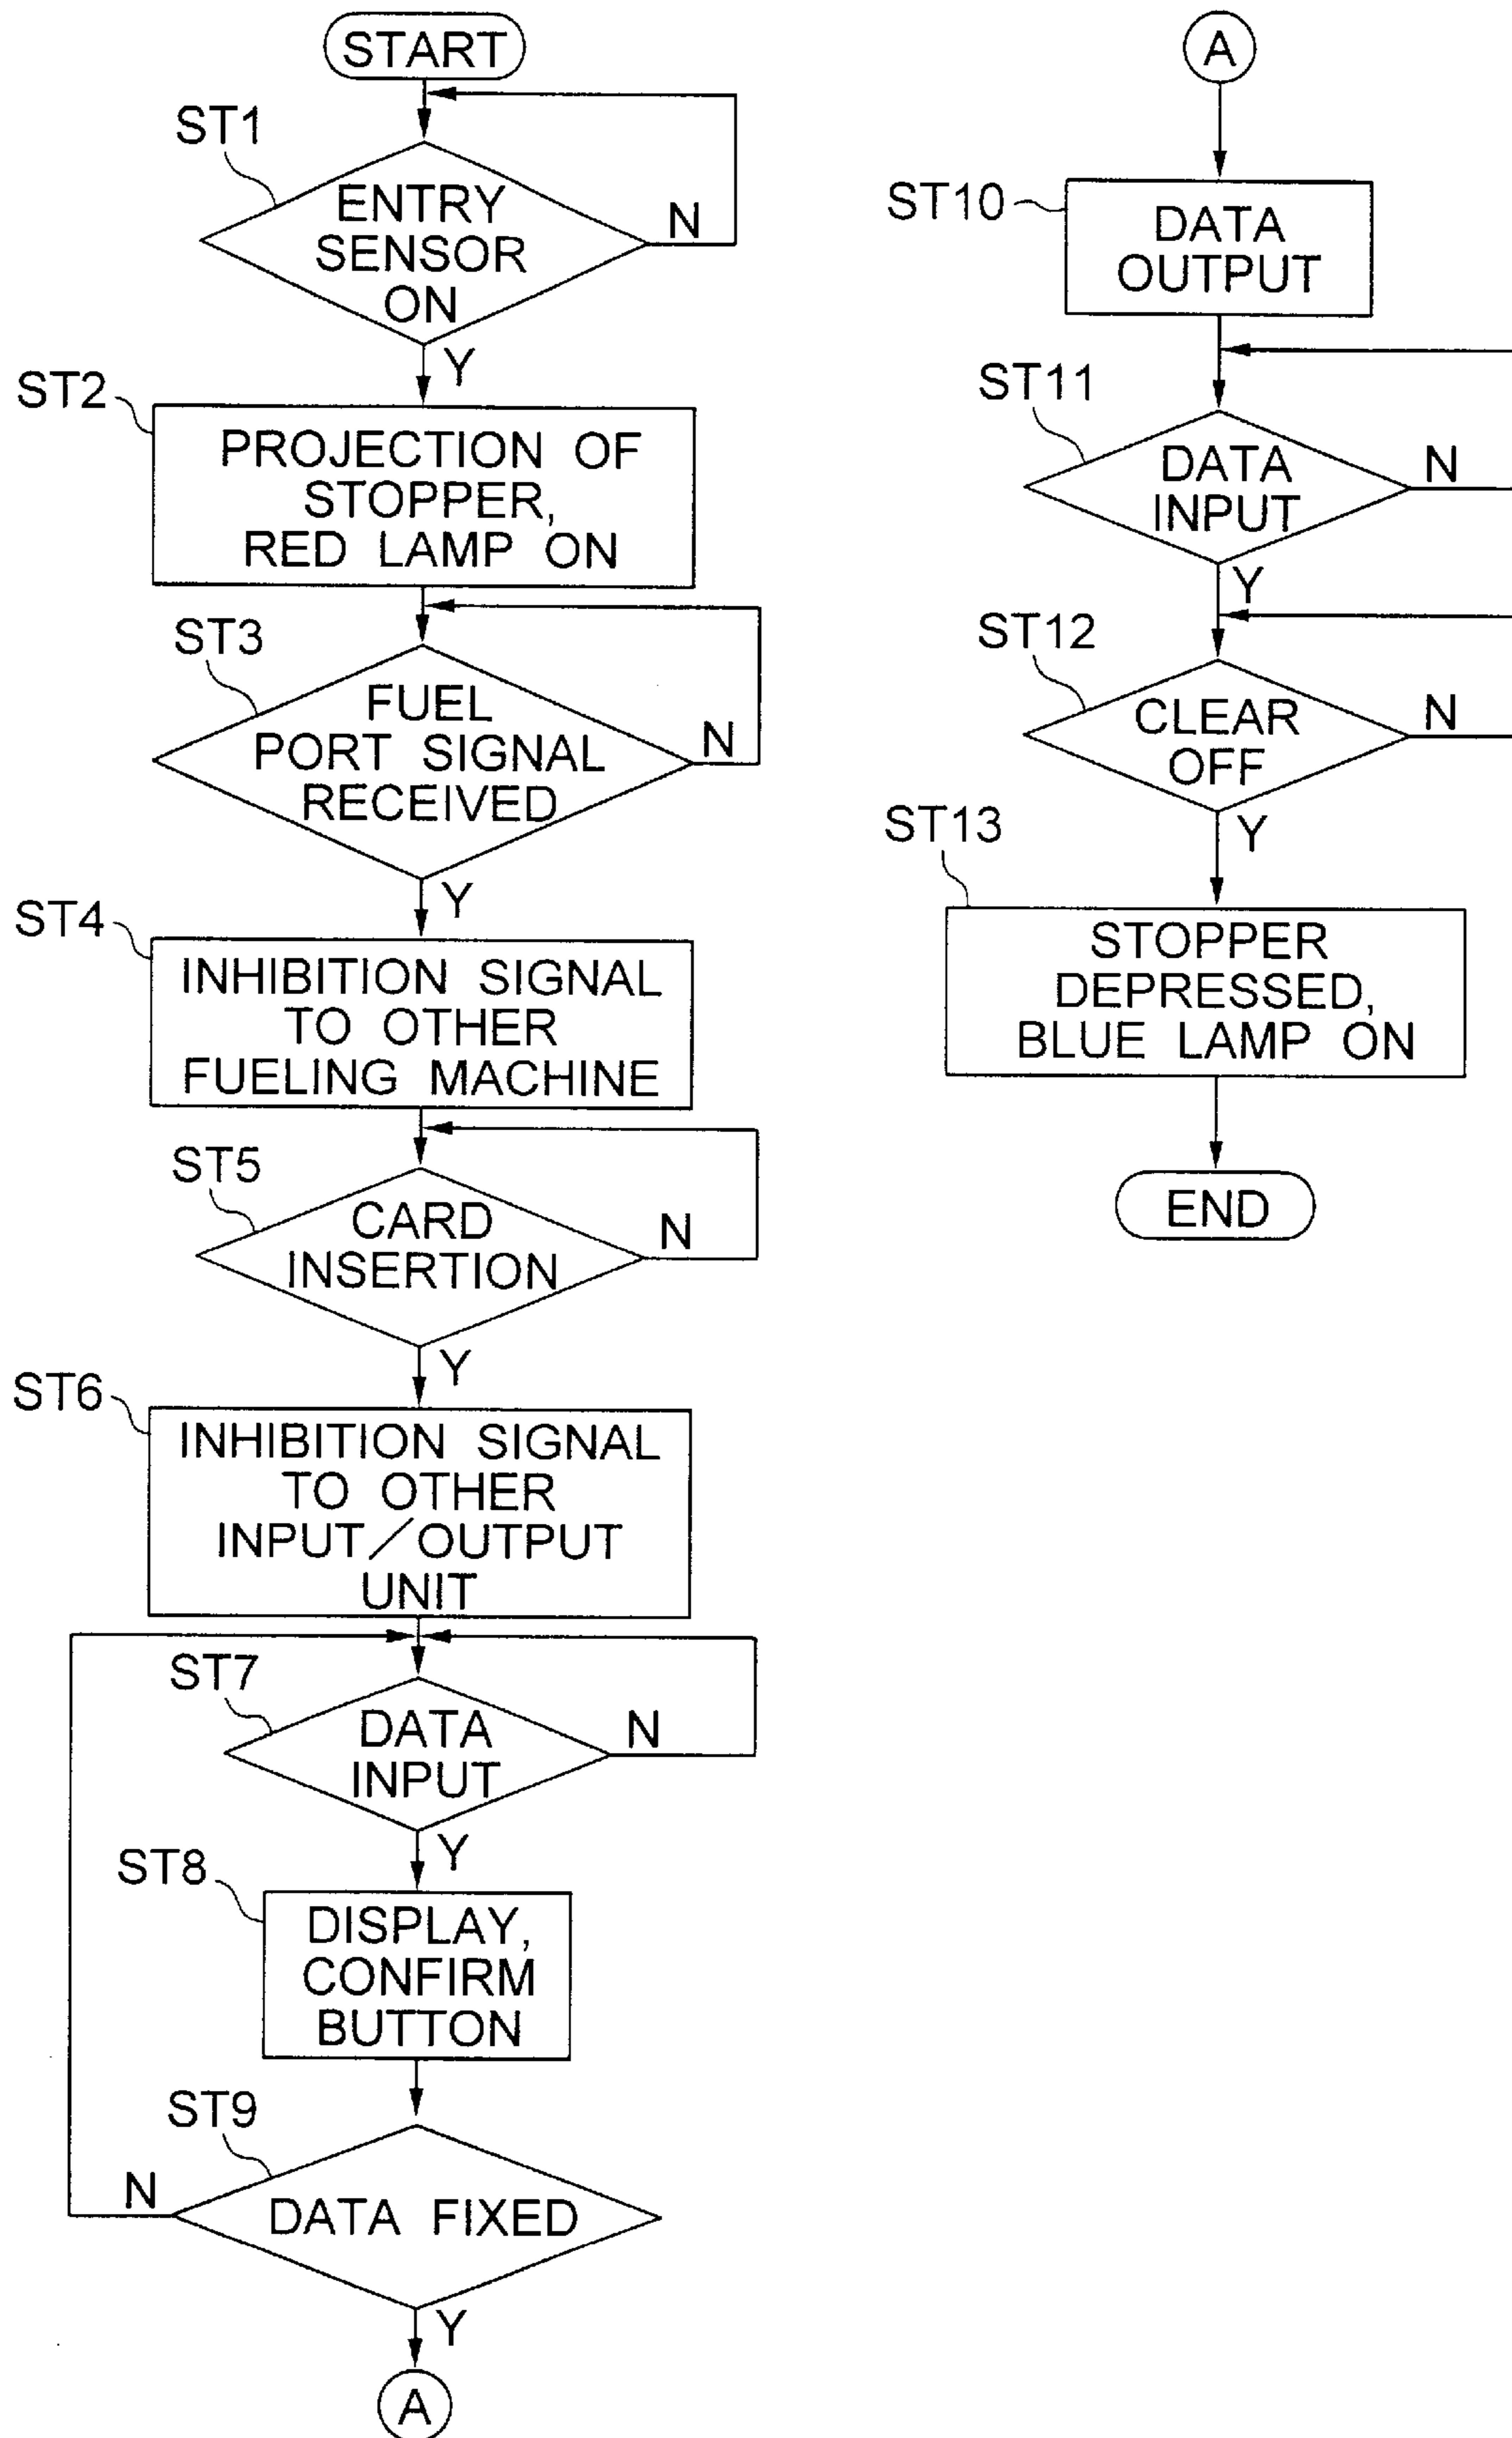 START
ST1
ENTRY
SENSOR
ON
N
Y
ST2
PROJECTION OF
STOPPER,
RED LAMP ON
ST3
FUEL
PORT SIGNAL
RECEIVED
N
Y
ST4
INHIBITION SIGNAL
TO OTHER
FUELING MACHINE
ST5
CARD
INSERTION
N
Y
ST6
INHIBITION SIGNAL
TO OTHER
INPUT/OUTPUT
UNIT
ST7
DATA
INPUT
N
Y
ST8
DISPLAY,
CONFIRM
BUTTON
ST9
N
DATA FIXED
Y
A
A
ST10
DATA
OUTPUT
ST11
DATA
INPUT
N
Y
ST12
CLEAR
OFF
N
Y
ST13
STOPPER
DEPRESSED,
BLUE LAMP ON
END